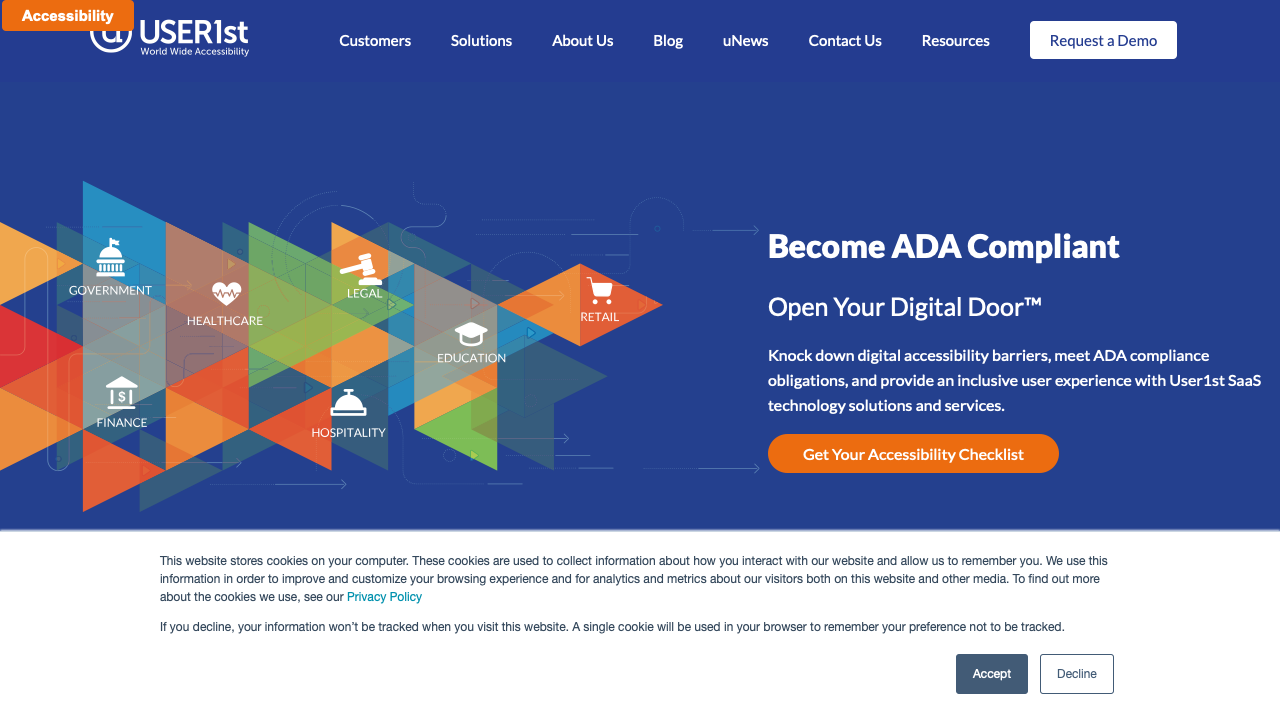 Accessibility
@ USER1st
World Wide Accessibility
Customers
Solutions
About Us
Blog
uNews
Contact Us
Resources
Request a Demo
GOVERNMENT
HEALTHCARE
LEGAL
RETAIL
EDUCATION
FINANCE
HOSPITALITY
Become ADA Compliant
Open Your Digital Door™
Knock down digital accessibility barriers, meet ADA compliance
obligations, and provide an inclusive user experience with User1st SaaS
technology solutions and services.
Get Your Accessibility Checklist
This website stores cookies on your computer. These cookies are used to collect information about how you interact with our website and allow us to remember you. We use this
information in order to improve and customize your browsing experience and for analytics and metrics about our visitors both on this website and other media. To find out more
about the cookies we use, see our Privacy Policy
If you decline, your information won't be tracked when you visit this website. A single cookie will be used in your browser to remember your preference not to be tracked.
Accept
Decline